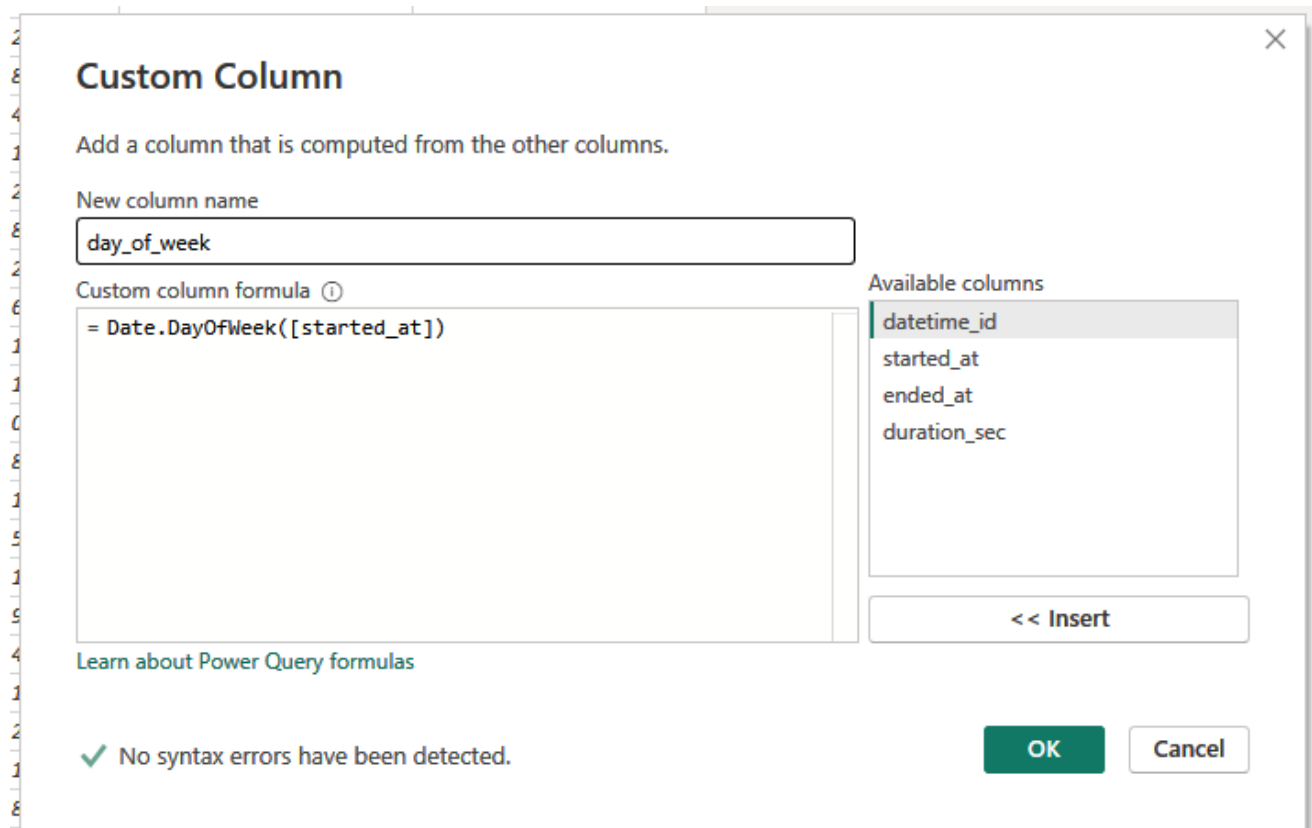 Custom Column
Add a column that is computed from the other columns.
New column name
day_of_week
Custom column formula
= Date.DayOfWeek([started_at])
Available columns
datetime_id
started_at
ended_at
duration_sec
<< Insert
Learn about Power Query formulas
No syntax errors have been detected.
OK
Cancel